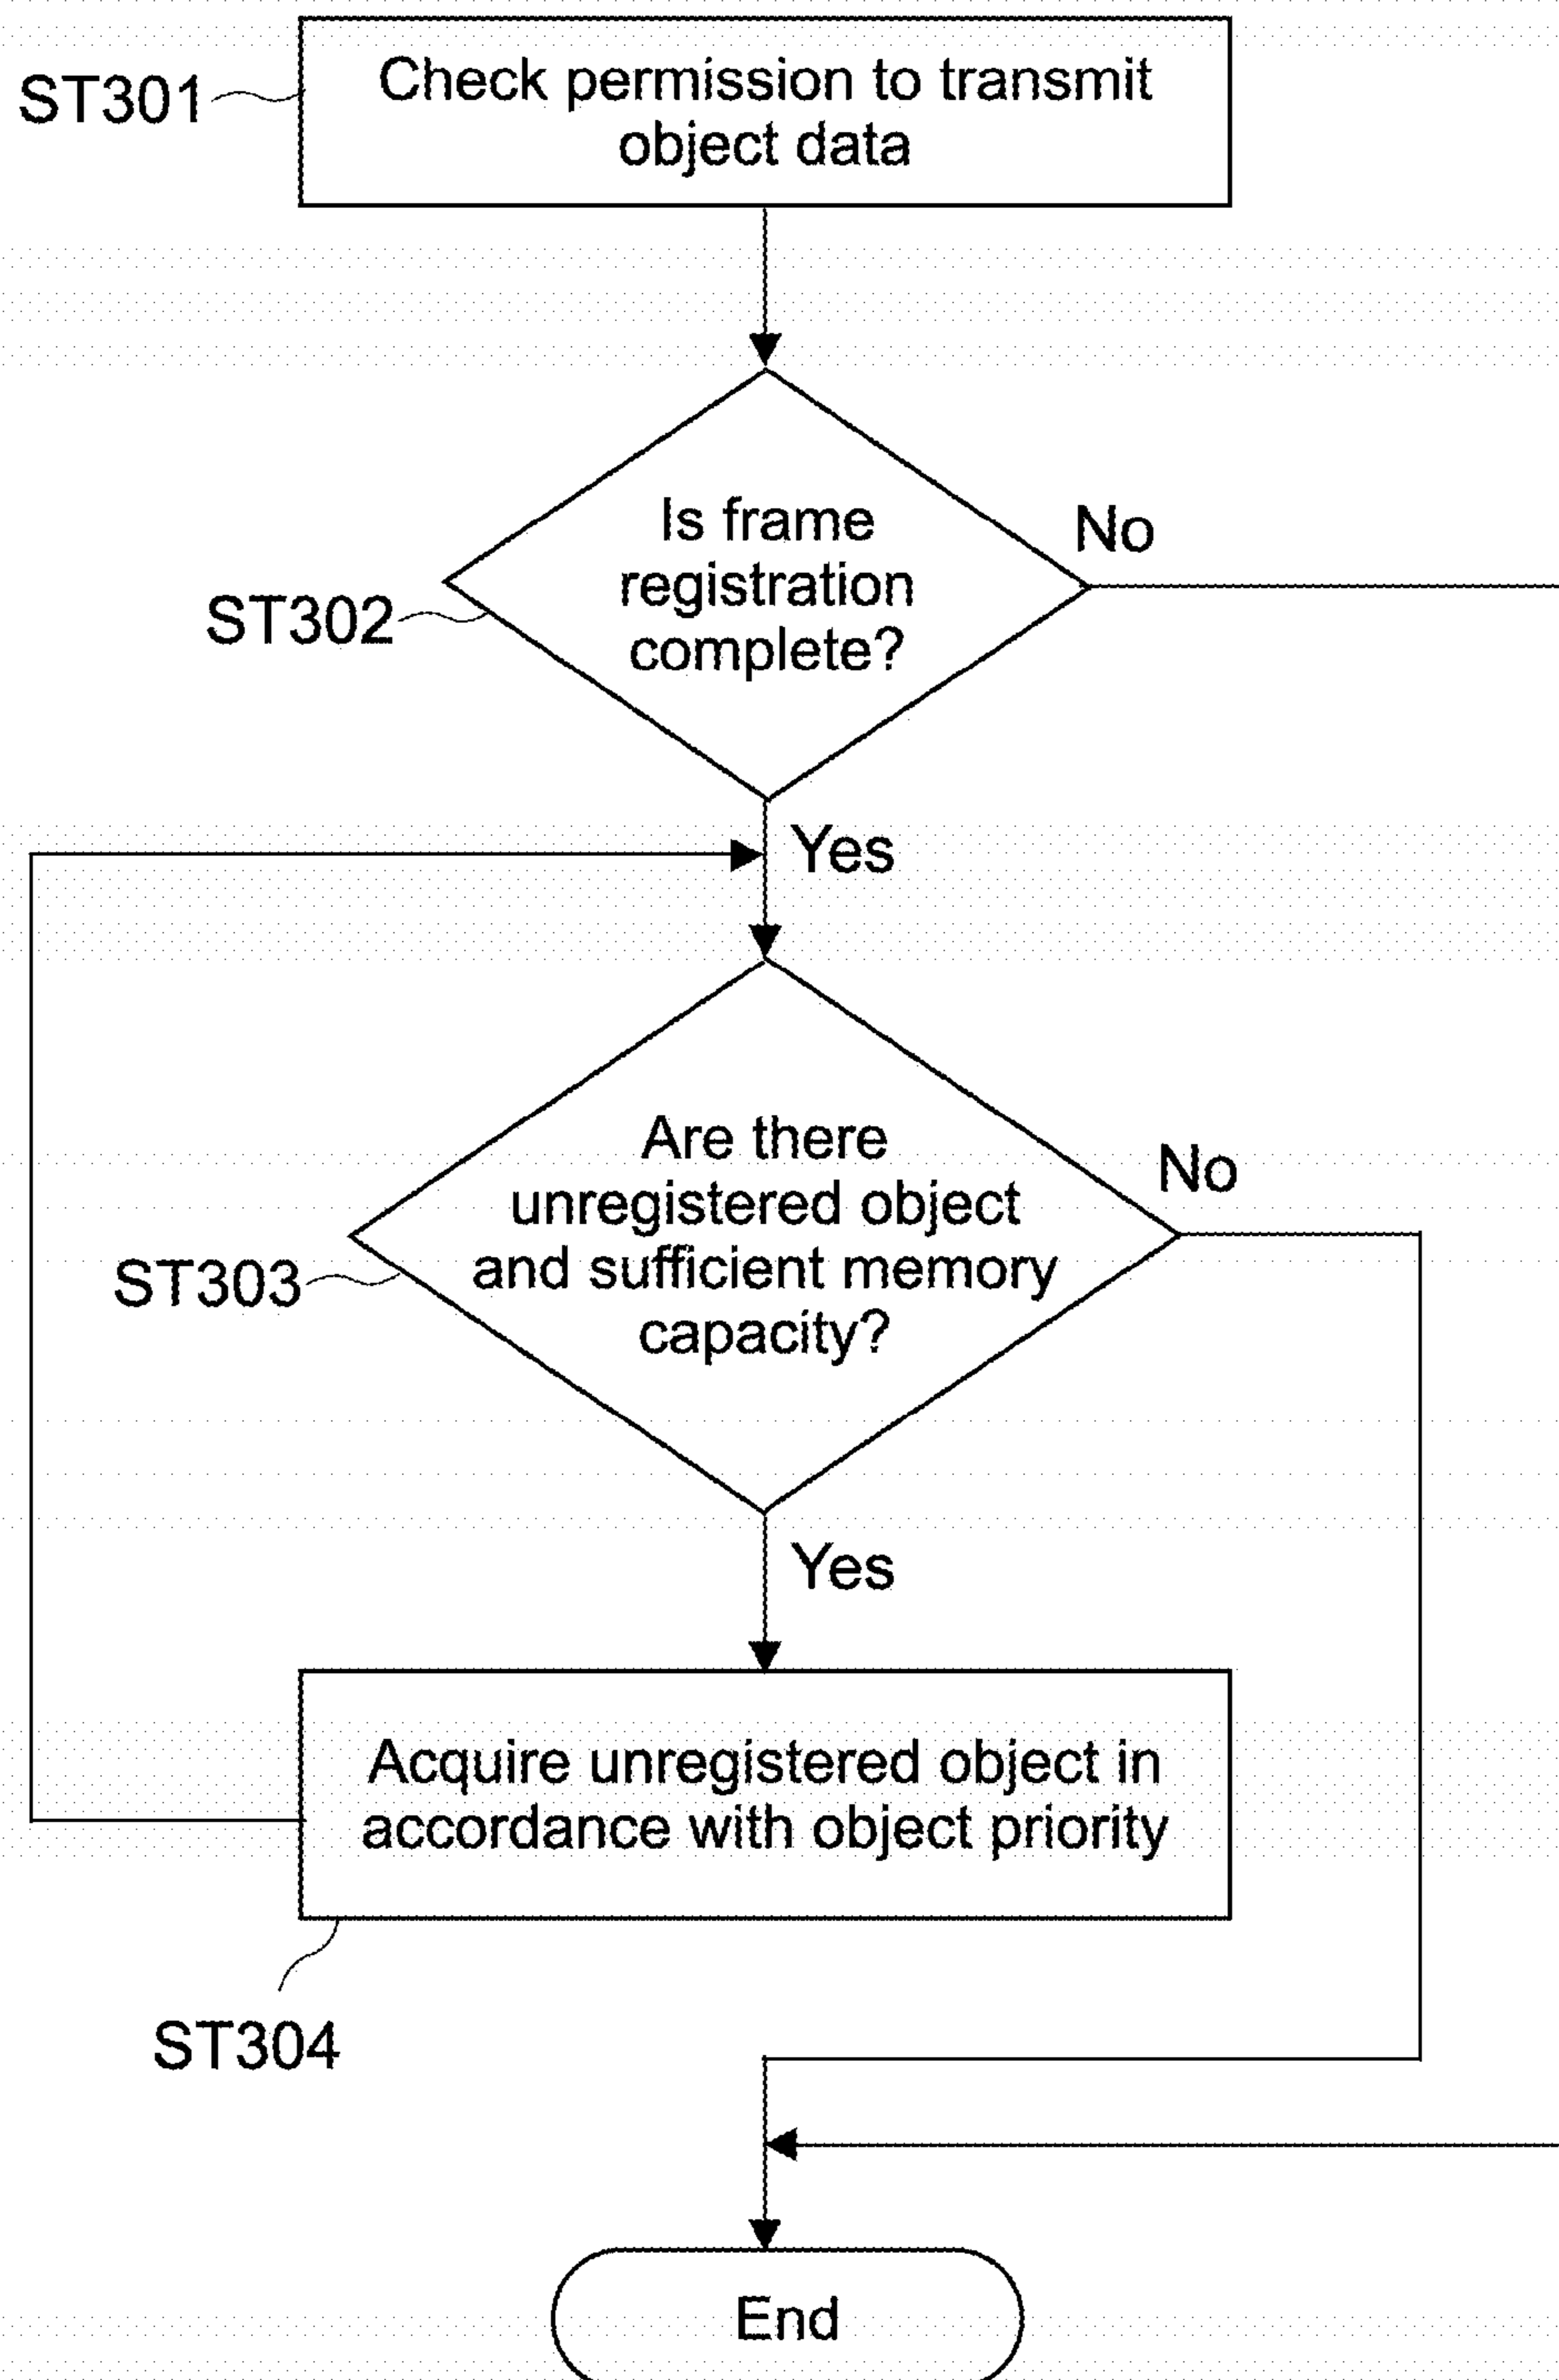 ST301
Check permission to transmit
object data
Is frame
registration
complete?
No
ST302
Yes
Are there
unregistered object
and sufficient memory
capacity?
No
ST303
Yes
Acquire unregistered object in
accordance with object priority
ST304
End